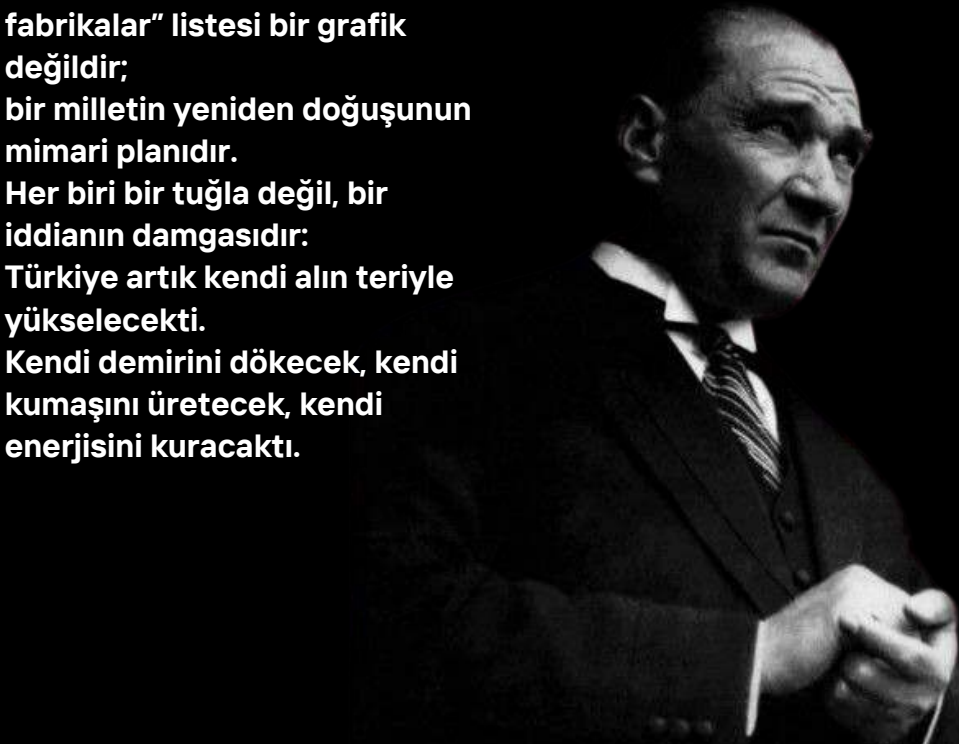 fabrikalar” listesi bir grafik
değildir;
bir milletin yeniden doğuşunun
mimari planıdır.
Her biri bir tuğla değil, bir
iddianın damgasıdır:
Türkiye artık kendi alın teriyle
yükselecekti.
Kendi demirini dökecek, kendi
kumaşını üretecek, kendi
enerjisini kuracaktı.